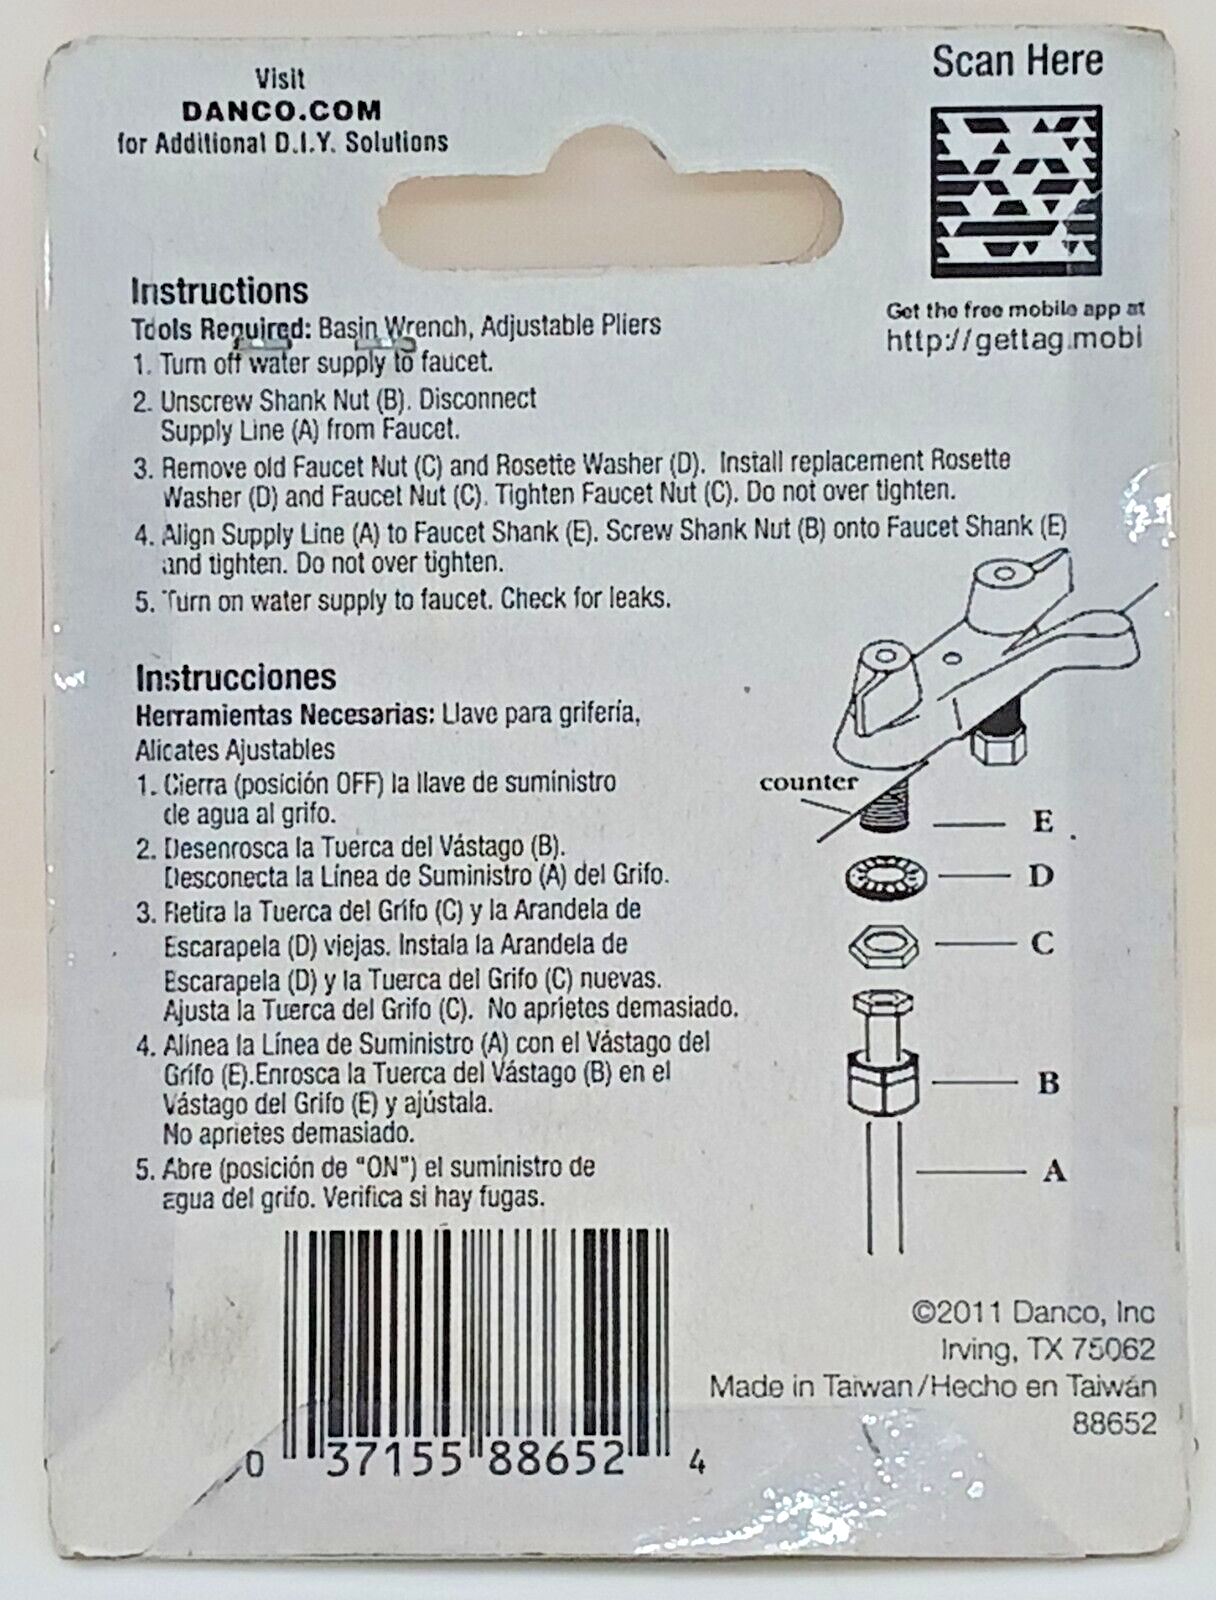 Visit
DANCO.COM
for Additional D.I.Y. Solutions
Scan Here
Get the free mobile app at
http://gettag.mobi
Instructions
Tools Required: Basin Wrench, Adjustable Pliers
1. Turn off water supply to faucet.
2. Unscrew Shank Nut (B). Disconnect
Supply Line (A) from Faucet.
3. Remove old Faucet Nut (C) and Rosette Washer (D). Install replacement Rosette
Washer (D) and Faucet Nut (C). Tighten Faucet Nut (C). Do not over tighten.
4. Align Supply Line (A) to Faucet Shank (E). Screw Shank Nut (B) onto Faucet Shank (E)
and tighten. Do not over tighten.
5. Turn on water supply to faucet. Check for leaks.
Instrucciones
Herramientas Necesarias: Llave para grifería,
Alicates Ajustables
1. Cierra (posición OFF) la llave de suministro
de agua al grifo.
2. Desenrosca la Tuerca del Vástago (B).
Desconecta la Línea de Suministro (A) del Grifo.
3. Retira la Tuerca del Grifo (C) y la Arandela de
Escarapela (D) viejas. Instala la Arandela de
Escarapela (D) y la Tuerca del Grifo (C) nuevas.
Ajusta la Tuerca del Grifo (C). No aprietes demasiado.
4. Alinea la Línea de Suministro (A) con el Vástago del
Grifo (E).Enrosca la Tuerca del Vástago (B) en el
Vástago del Grifo (E) y ajústala.
No aprietes demasiado.
5. Abre (posición de "ON") el suministro de
agua del grifo. Verifica si hay fugas.
counter
E
D
C
B
A
0 37155 88652 4
©2011 Danco, Inc
Irving, TX 75062
Made in Taiwan/Hecho en Taiwán
88652